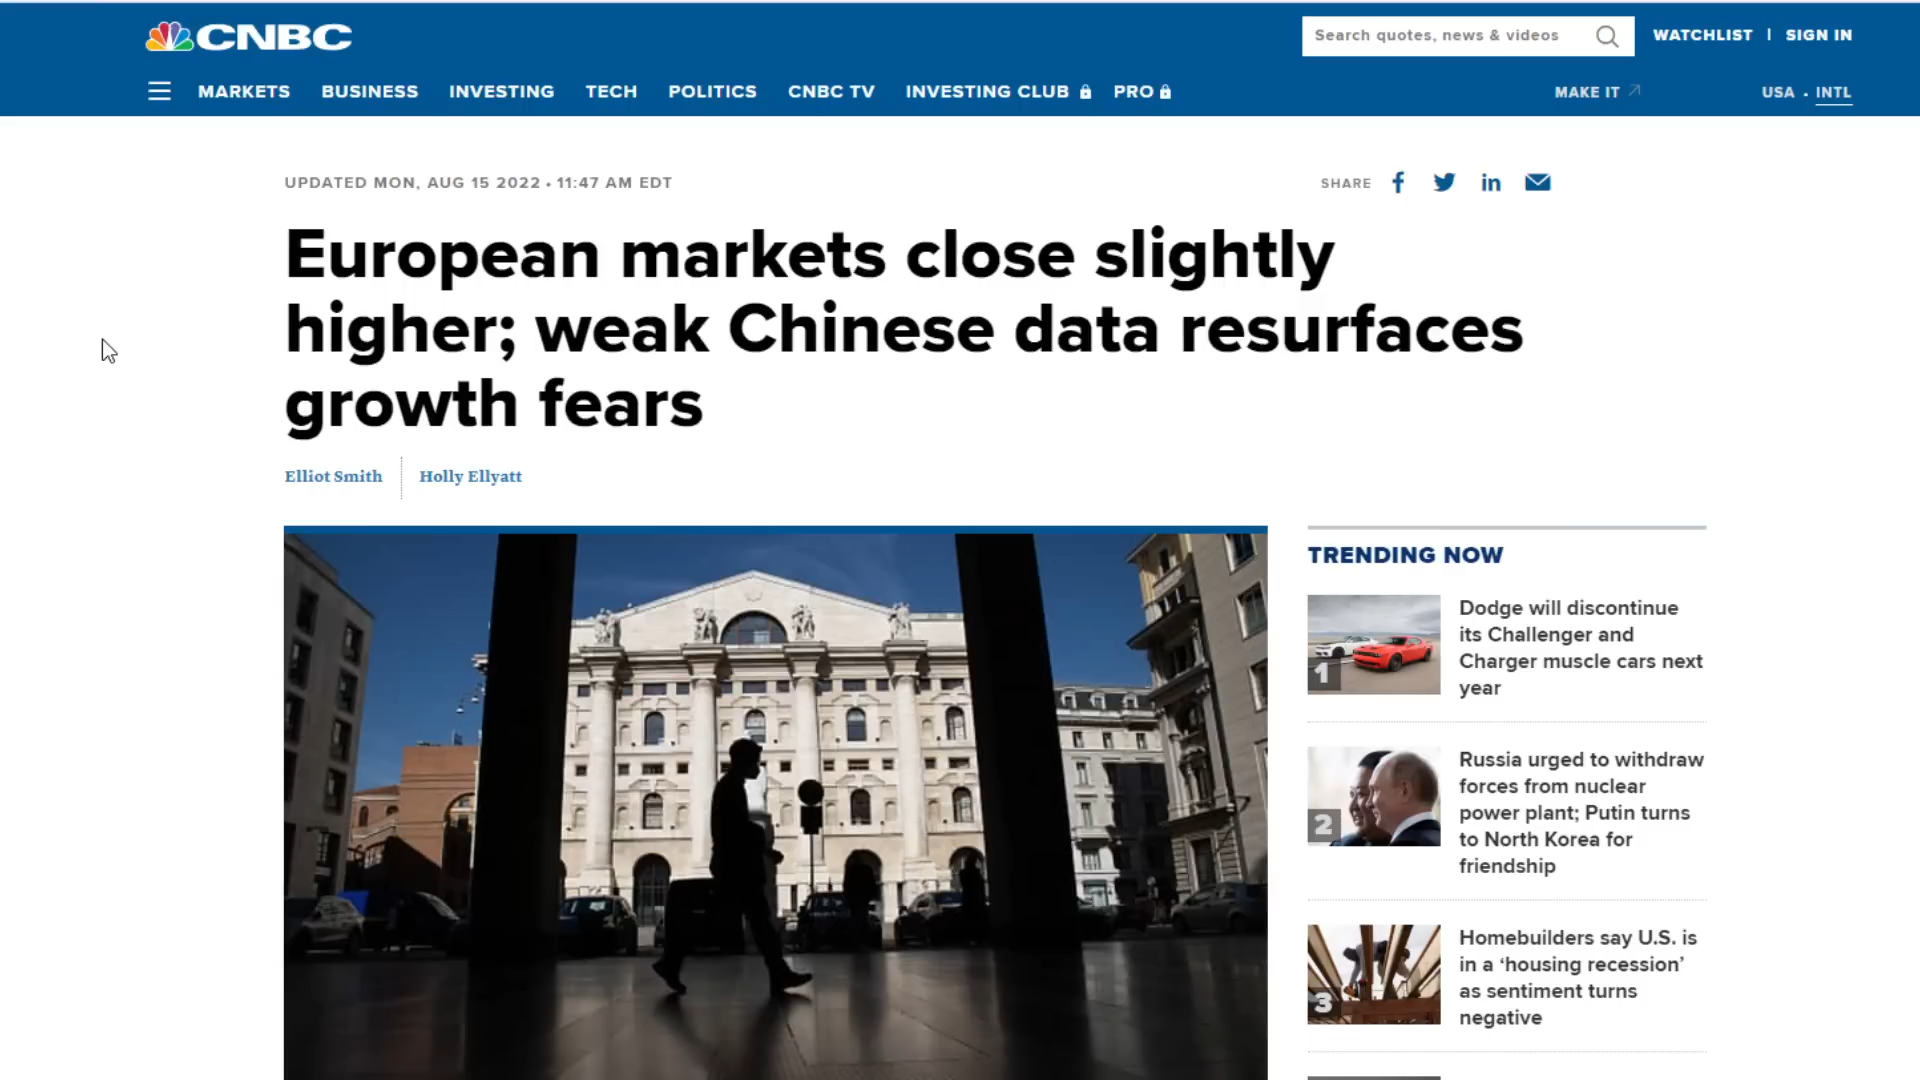 CNBC
Search quotes, news & videos
WATCHLIST | SIGN IN
MARKETS BUSINESS INVESTING TECH POLITICS CNBC TV INVESTING CLUB PRO
MAKE IT
USA • INTL
UPDATED MON, AUG 15 2022 • 11:47 AM EDT
SHARE
European markets close slightly
higher; weak Chinese data resurfaces
growth fears
Elliot Smith
Holly Ellyatt
TRENDING NOW
1
Dodge will discontinue
its Challenger and
Charger muscle cars next
year
2
Russia urged to withdraw
forces from nuclear
power plant; Putin turns
to North Korea for
friendship
3
Homebuilders say U.S. is
in a ‘housing recession’
as sentiment turns
negative